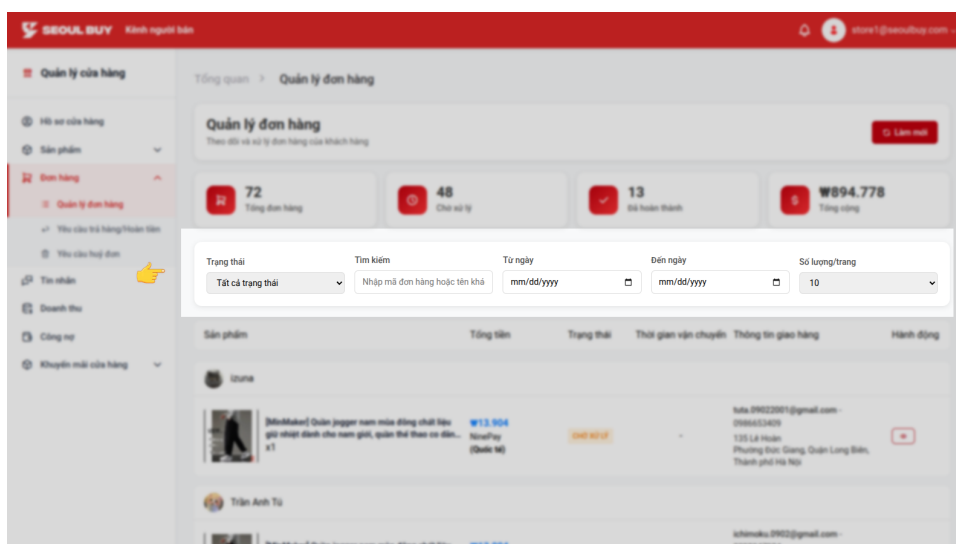 SEOUL BUY Kênh người bán
store1@seoulbuy.com
Quản lý cửa hàng
Tổng quan > Quản lý đơn hàng
Hồ sơ cửa hàng
Sản phẩm
Đơn hàng
Quản lý đơn hàng
Yêu cầu trả hàng/Hoàn tiền
Yêu cầu huỷ đơn
Tin nhắn
Doanh thu
Công nợ
Khuyến mãi cửa hàng
Quản lý đơn hàng
Theo dõi và xử lý đơn hàng của khách hàng
Làm mới
72
Tổng đơn hàng
48
Chờ xử lý
13
Đã hoàn thành
₩894.778
Tổng cộng
Trạng thái
Tất cả trạng thái
Tìm kiếm
Nhập mã đơn hàng hoặc tên khá
Từ ngày
mm/dd/yyyy
Đến ngày
mm/dd/yyyy
Số lượng/trang
10
Sản phẩm Tổng tiền Trạng thái Thời gian vận chuyển Thông tin giao hàng Hành động
izuna
[MinMaker] Quần jogger nam mùa đông chất liệu
giữ nhiệt dành cho nam giới, quần thể thao co dãn...
x1
₩13.904
NinePay
(Quốc tế)
CHỜ XỬ LÝ
-
tuta.09022001@gmail.com -
0986653409
135 Lê Hoàn
Phường Đức Giang, Quận Long Biên,
Thành phố Hà Nội
Trần Anh Tú
ichimoku.0902@gmail.com -